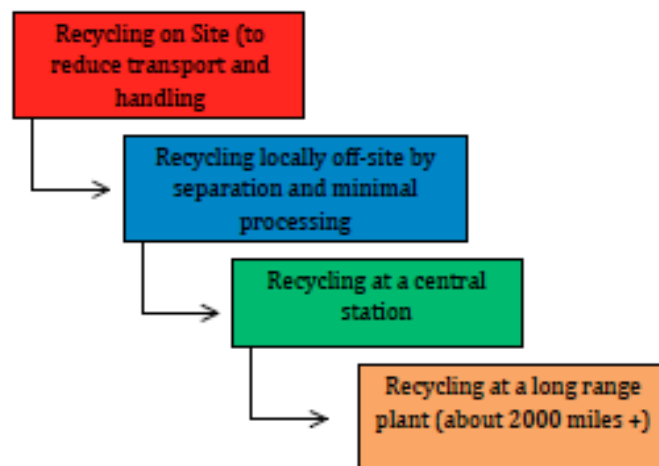 Recycling on Site (to
reduce transport and
handling
Recycling locally off-site by
separation and minimal
processing
Recycling at a central
station
Recycling at a long range
plant (about 2000 miles +)